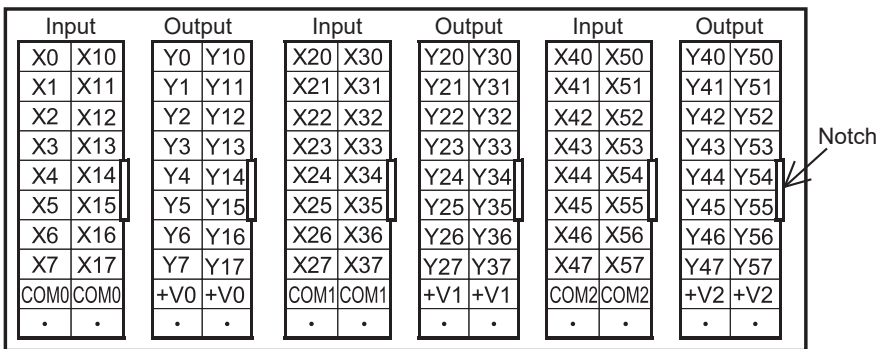 Input Output Input Output Input Output
X0 X10 Y0 Y10 X20 X30 Y20 Y30 X40 X50 Y40 Y50
X1 X11 Y1 Y11 X21 X31 Y21 Y31 X41 X51 Y41 Y51
X2 X12 Y2 Y12 X22 X32 Y22 Y32 X42 X52 Y42 Y52
X3 X13 Y3 Y13 X23 X33 Y23 Y33 X43 X53 Y43 Y53
Notch
X4 X14 Y4 Y14 X24 X34 Y24 Y34 X44 X54 Y44 Y54
X5 X15 Y5 Y15 X25 X35 Y25 Y35 X45 X55 Y45 Y55
X6 X16 Y6 Y16 X26 X36 Y26 Y36 X46 X56 Y46 Y56
X7 X17 Y7 Y17 X27 X37 Y27 Y37 X47 X57 Y47 Y57
COM0 COM0 +V0 +V0 COM1 COM1 +V1 +V1 COM2 COM2 +V2 +V2
· · · · · · · · · · · ·